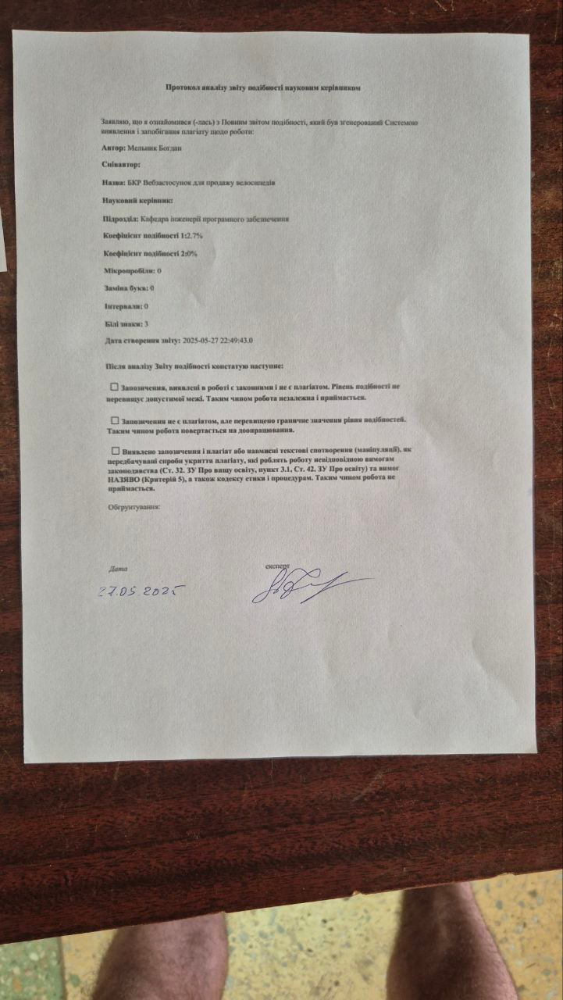 Протокол аналізу звіту подібності науковим керівником
Заявляю, що я ознайомився (-лась) з Повним звітом подібності, який був згенерований Системою
виявлення і запобігання плагіату щодо роботи:
Автор: Мельник Богдан
Співавтор:
Назва: БКР Вебзастосунок для продажу велосипедів
Науковий керівник:
Підрозділ: Кафедра інженерії програмного забезпечення
Коефіцієнт подібності 1:2.7%
Коефіцієнт подібності 2:0%
Мікропробіли: 0
Заміна букв: 0
Інтервали: 0
Білі знаки: 3
Дата створення звіту: 2025-05-27 22:49:43.0
Після аналізу Звіту подібності констатую наступне:
☐ Запозичення, виявлені в роботі є законними і не є плагіатом. Рівень подібності не
перевищує допустимої межі. Таким чином робота незалежна і приймається.
☐ Запозичення не є плагіатом, але перевищено граничне значення рівня подібностей.
Таким чином робота повертається на доопрацювання.
☐ Виявлено запозичення і плагіат або навмисні текстові спотворення (маніпуляції), як
передбачувані спроби укриття плагіату, які роблять роботу невідповідною вимогам
законодавства (Ст. 32. ЗУ Про вищу освіту, пункт 3.1, Ст. 42. ЗУ Про освіту) та вимог
НАЗЯВО (Критерій 5), а також кодексу етики і процедурам. Таким чином робота не
приймається.
Обґрунтування:
Дата
експерт
27.05.2025